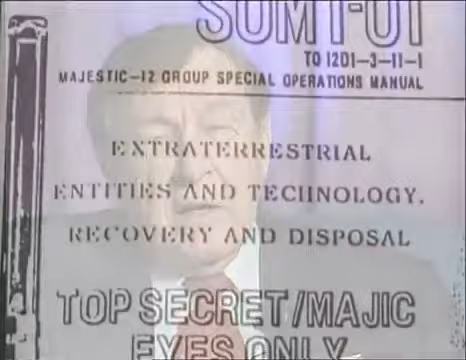 SOM1-01
TO 12D1-3-11-1
MAJESTIC-12 GROUP SPECIAL OPERATIONS MANUAL
EXTRATERRESTRIAL
ENTITIES AND TECHNOLOGY,
RECOVERY AND DISPOSAL
TOP SECRET/MAJIC
EYES ONLY